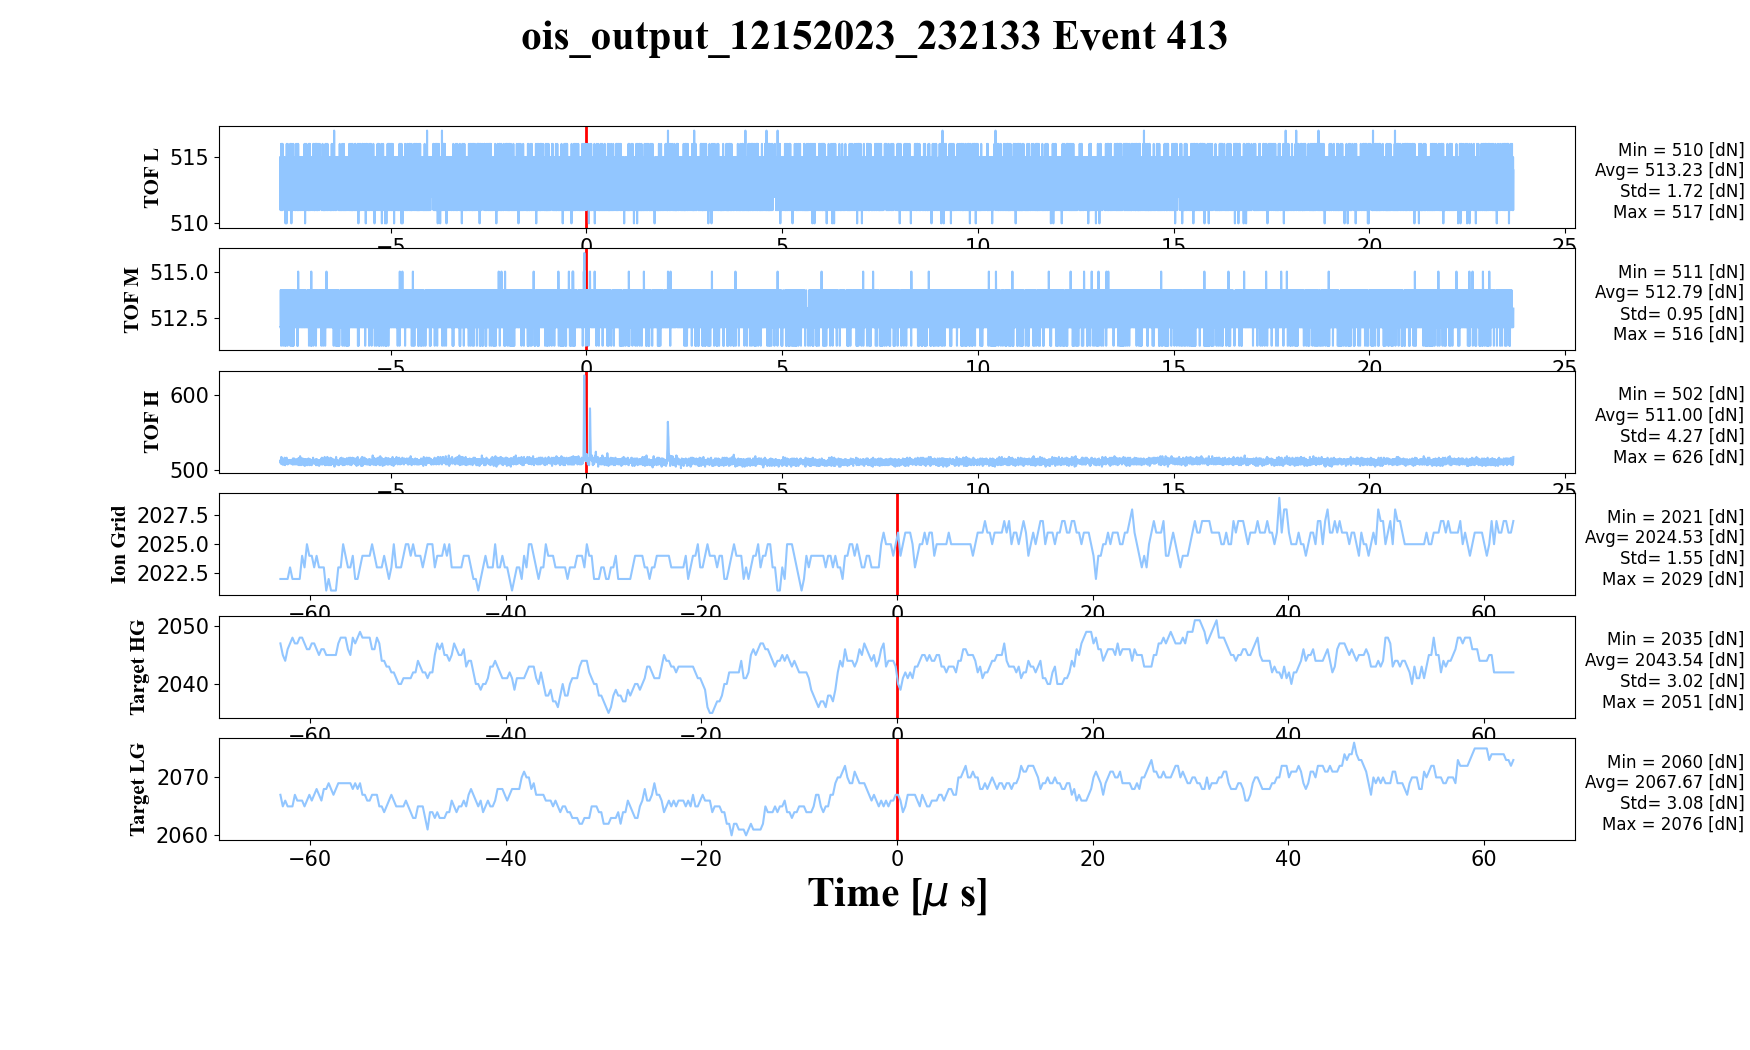 ois_output_12152023_232133 Event 413
TOF L
515
510
−5
0
5
10
15
20
25
Min = 510 [dN]
Avg= 513.23 [dN]
Std= 1.72 [dN]
Max = 517 [dN]
TOF M
515.0
512.5
−5
0
5
10
15
20
25
Min = 511 [dN]
Avg= 512.79 [dN]
Std= 0.95 [dN]
Max = 516 [dN]
TOF H
600
500
−5
0
5
10
15
20
25
Min = 502 [dN]
Avg= 511.00 [dN]
Std= 4.27 [dN]
Max = 626 [dN]
Ion Grid
2027.5
2025.0
2022.5
−60
−40
−20
0
20
40
60
Min = 2021 [dN]
Avg= 2024.53 [dN]
Std= 1.55 [dN]
Max = 2029 [dN]
Target HG
2050
2040
−60
−40
−20
0
20
40
60
Min = 2035 [dN]
Avg= 2043.54 [dN]
Std= 3.02 [dN]
Max = 2051 [dN]
Target LG
2070
2060
−60
−40
−20
0
20
40
60
Min = 2060 [dN]
Avg= 2067.67 [dN]
Std= 3.08 [dN]
Max = 2076 [dN]
Time [μ s]